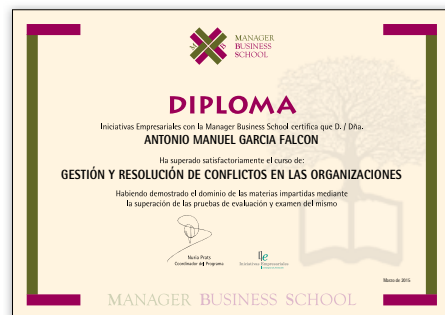 M B
MANAGER
BUSINESS
SCHOOL
DIPLOMA
Iniciativas Empresariales con la Manager Business School certifica que D. / Dña.
ANTONIO MANUEL GARCIA FALCON
Ha superado satisfactoriamente el curso de:
GESTIÓN Y RESOLUCIÓN DE CONFLICTOS EN LAS ORGANIZACIONES
Habiendo demostrado el dominio de las materias impartidas mediante
la superación de las pruebas de evaluación y examen del mismo
Nuria Prats
Coordinador del Programa
Iniciativas Empresariales
Marzo de 2015
MANAGER BUSINESS SCHOOL